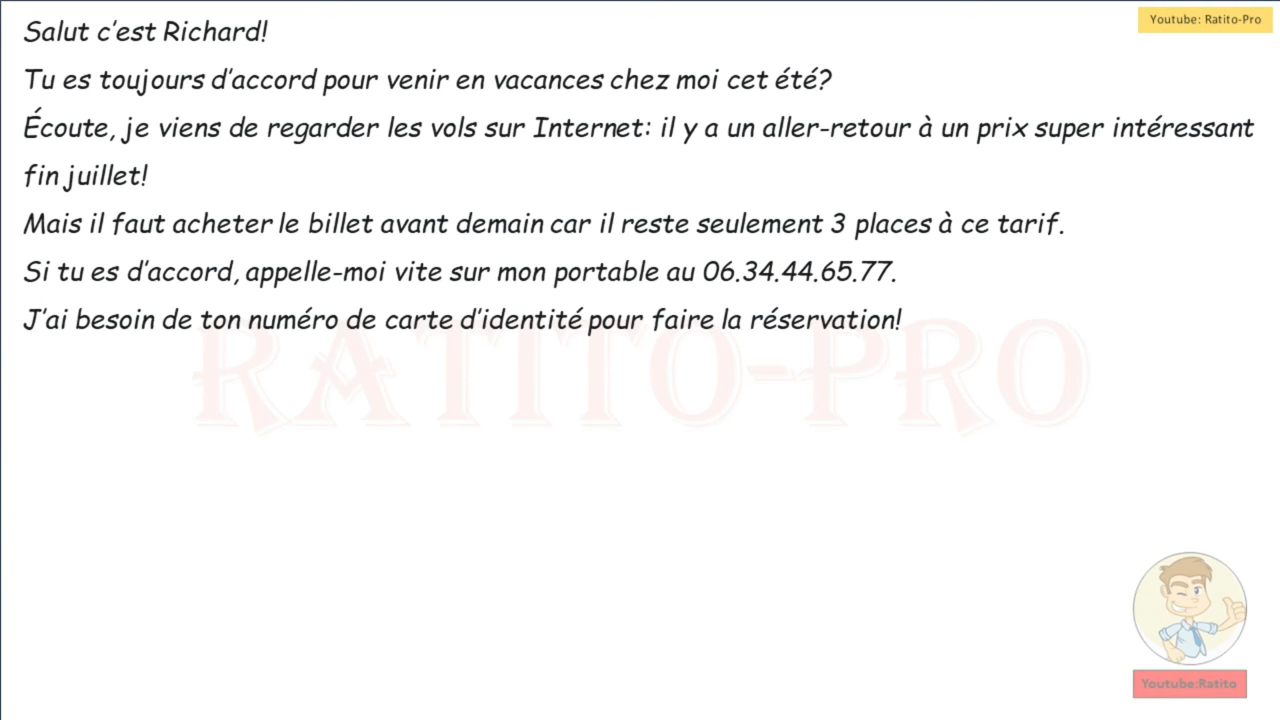 Youtube: Ratito-Pro
Salut c'est Richard!
Tu es toujours d'accord pour venir en vacances chez moi cet été?
Écoute, je viens de regarder les vols sur Internet: il y a un aller-retour à un prix super intéressant
fin juillet!
Mais il faut acheter le billet avant demain car il reste seulement 3 places à ce tarif.
Si tu es d'accord, appelle-moi vite sur mon portable au 06.34.44.65.77.
J'ai besoin de ton numéro de carte d'identité pour faire la réservation!
RATITO-PRO
Youtube:Ratito